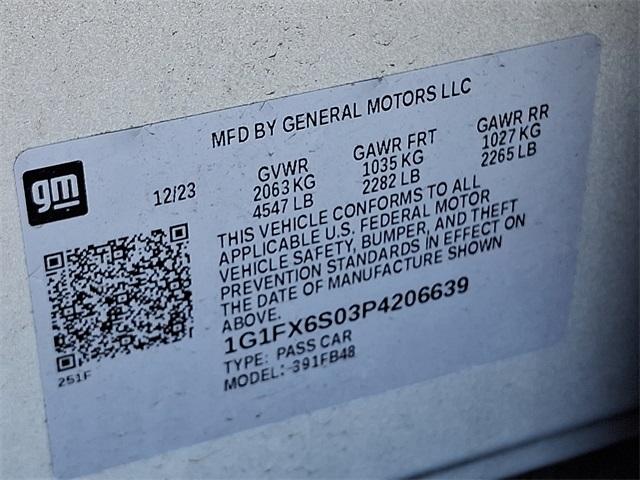 MFD BY GENERAL MOTORS LLC
gm
12/23
GVWR
2063 KG
4547 LB
GAWR FRT
1035 KG
2282 LB
GAWR RR
1027 KG
2265 LB
THIS VEHICLE CONFORMS TO ALL
APPLICABLE U.S. FEDERAL MOTOR
VEHICLE SAFETY, BUMPER, AND THEFT
PREVENTION STANDARDS IN EFFECT ON
THE DATE OF MANUFACTURE SHOWN
ABOVE.
1G1FX6S03P4206639
TYPE: PASS CAR
MODEL: 391FB48
251F